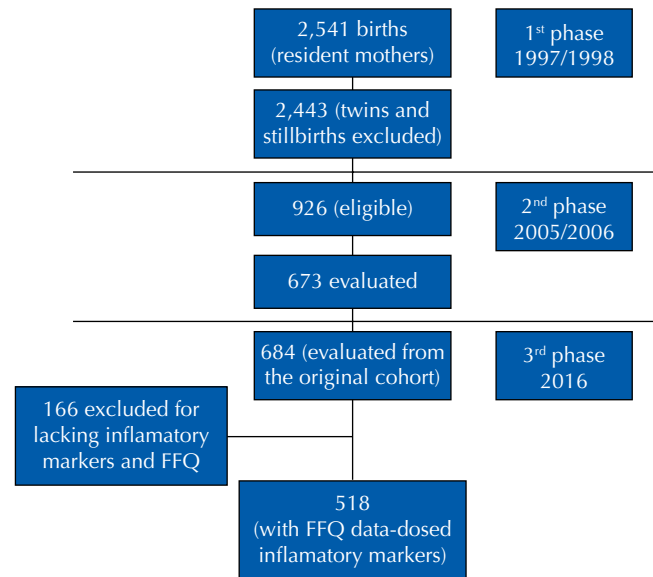 2,541 births
(resident mothers)
1st phase
1997/1998
2,443 (twins and
stillbirths excluded)
926 (eligible)
2nd phase
2005/2006
673 evaluated
684 (evaluated from
the original cohort)
3rd phase
2016
166 excluded for
lacking inflamatory
markers and FFQ
518
(with FFQ data-dosed
inflamatory markers)